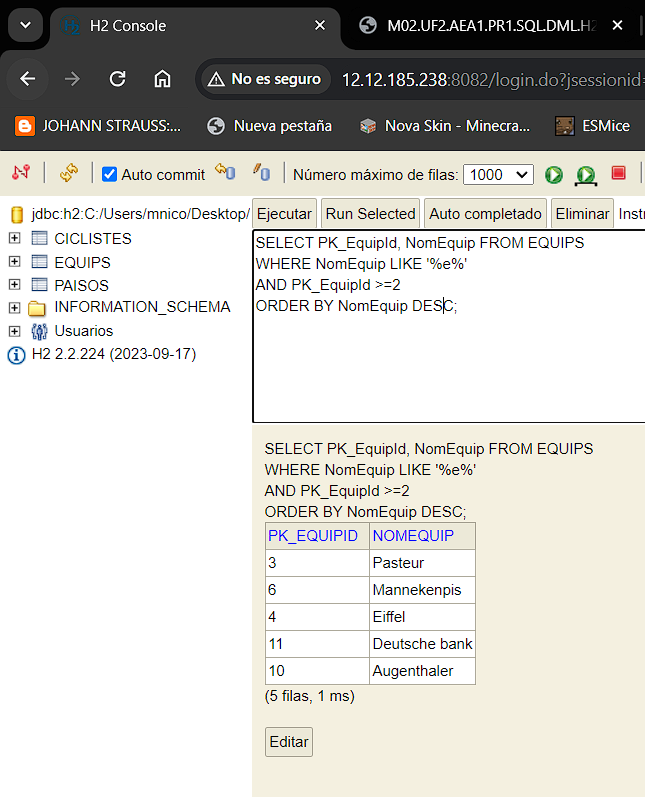 H2 Console
M02.UF2.AEA1.PR1.SQL.DML.H2
No es seguro
12.12.185.238:8082/login.do?jsessionid=
JOHANN STRAUSS:...
Nueva pestaña
Nova Skin - Minecra...
ESMice
Auto commit
Número máximo de filas:
1000
jdbc:h2:C:/Users/mnico/Desktop/
CICLISTES
EQUIPS
PAISOS
INFORMATION_SCHEMA
Usuarios
H2 2.2.224 (2023-09-17)
Ejecutar
Run Selected
Auto completado
Eliminar
Instr
SELECT PK_EquipId, NomEquip FROM EQUIPS
WHERE NomEquip LIKE '%e%'
AND PK_EquipId >=2
ORDER BY NomEquip DESC;
SELECT PK_EquipId, NomEquip FROM EQUIPS
WHERE NomEquip LIKE '%e%'
AND PK_EquipId >=2
ORDER BY NomEquip DESC;
PK_EQUIPID NOMEQUIP
3 Pasteur
6 Mannekenpis
4 Eiffel
11 Deutsche bank
10 Augenthaler
(5 filas, 1 ms)
Editar